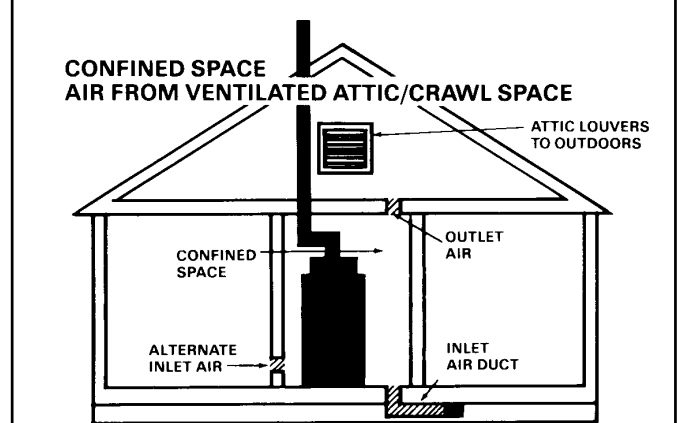 CONFINED SPACE
AIR FROM VENTILATED ATTIC/CRAWL SPACE
ATTIC LOUVERS
TO OUTDOORS
OUTLET
AIR
CONFINED
SPACE
ALTERNATE
INLET AIR
INLET
AIR DUCT